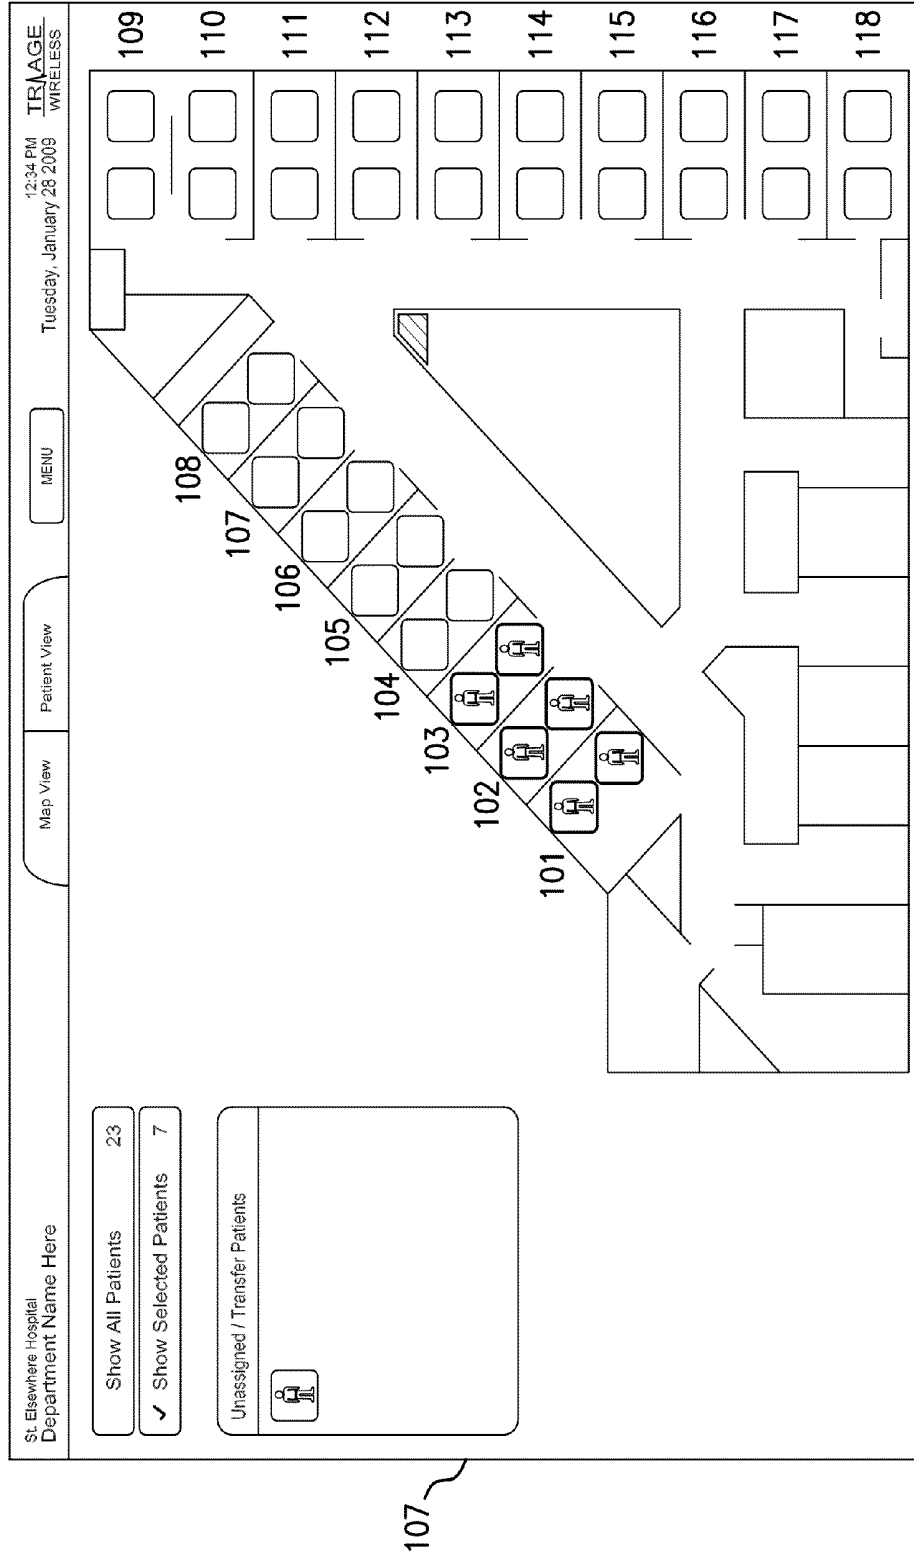 St. Elsewhere Hospital
Department Name Here
Map View
Patient View
MENU
12:34 PM
Tuesday, January 28 2009
TRIAGE
WIRELESS
Show All Patients 23
✓ Show Selected Patients 7
Unassigned / Transfer Patients
101
102
103
104
105
106
107
108
109
110
111
112
113
114
115
116
117
118
107